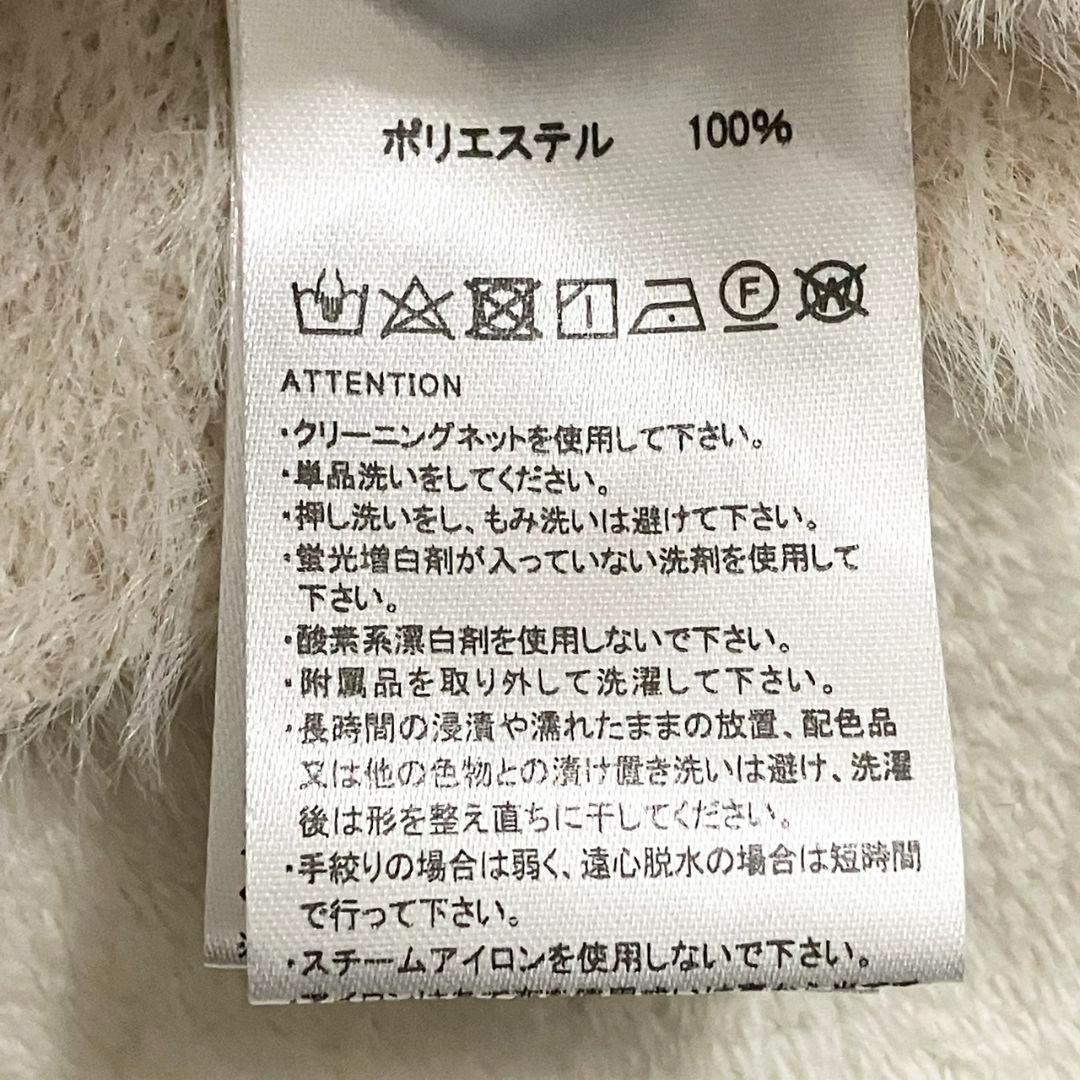 ポリエステル 100%
F W
ATTENTION
・クリーニングネットを使用して下さい。
・単品洗いをしてください。
・押し洗いをし、もみ洗いは避けて下さい。
・蛍光増白剤が入っていない洗剤を使用して
下さい。
・酸素系漂白剤を使用しないで下さい。
・附属品を取り外して洗濯して下さい。
・長時間の浸漬や濡れたままの放置、配色品
又は他の色物との漬け置き洗いは避け、洗濯
後は形を整え直ちに干してください。
・手絞りの場合は弱く、遠心脱水の場合は短時間
で行って下さい。
・スチームアイロンを使用しないで下さい。